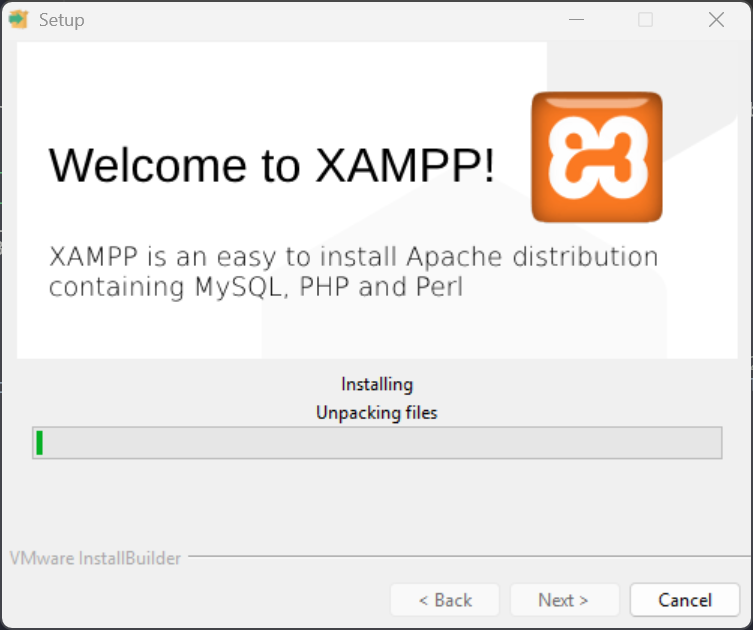 Setup
Welcome to XAMPP!
XAMPP is an easy to install Apache distribution
containing MySQL, PHP and Perl
Installing
Unpacking files
VMware InstallBuilder
< Back
Next >
Cancel